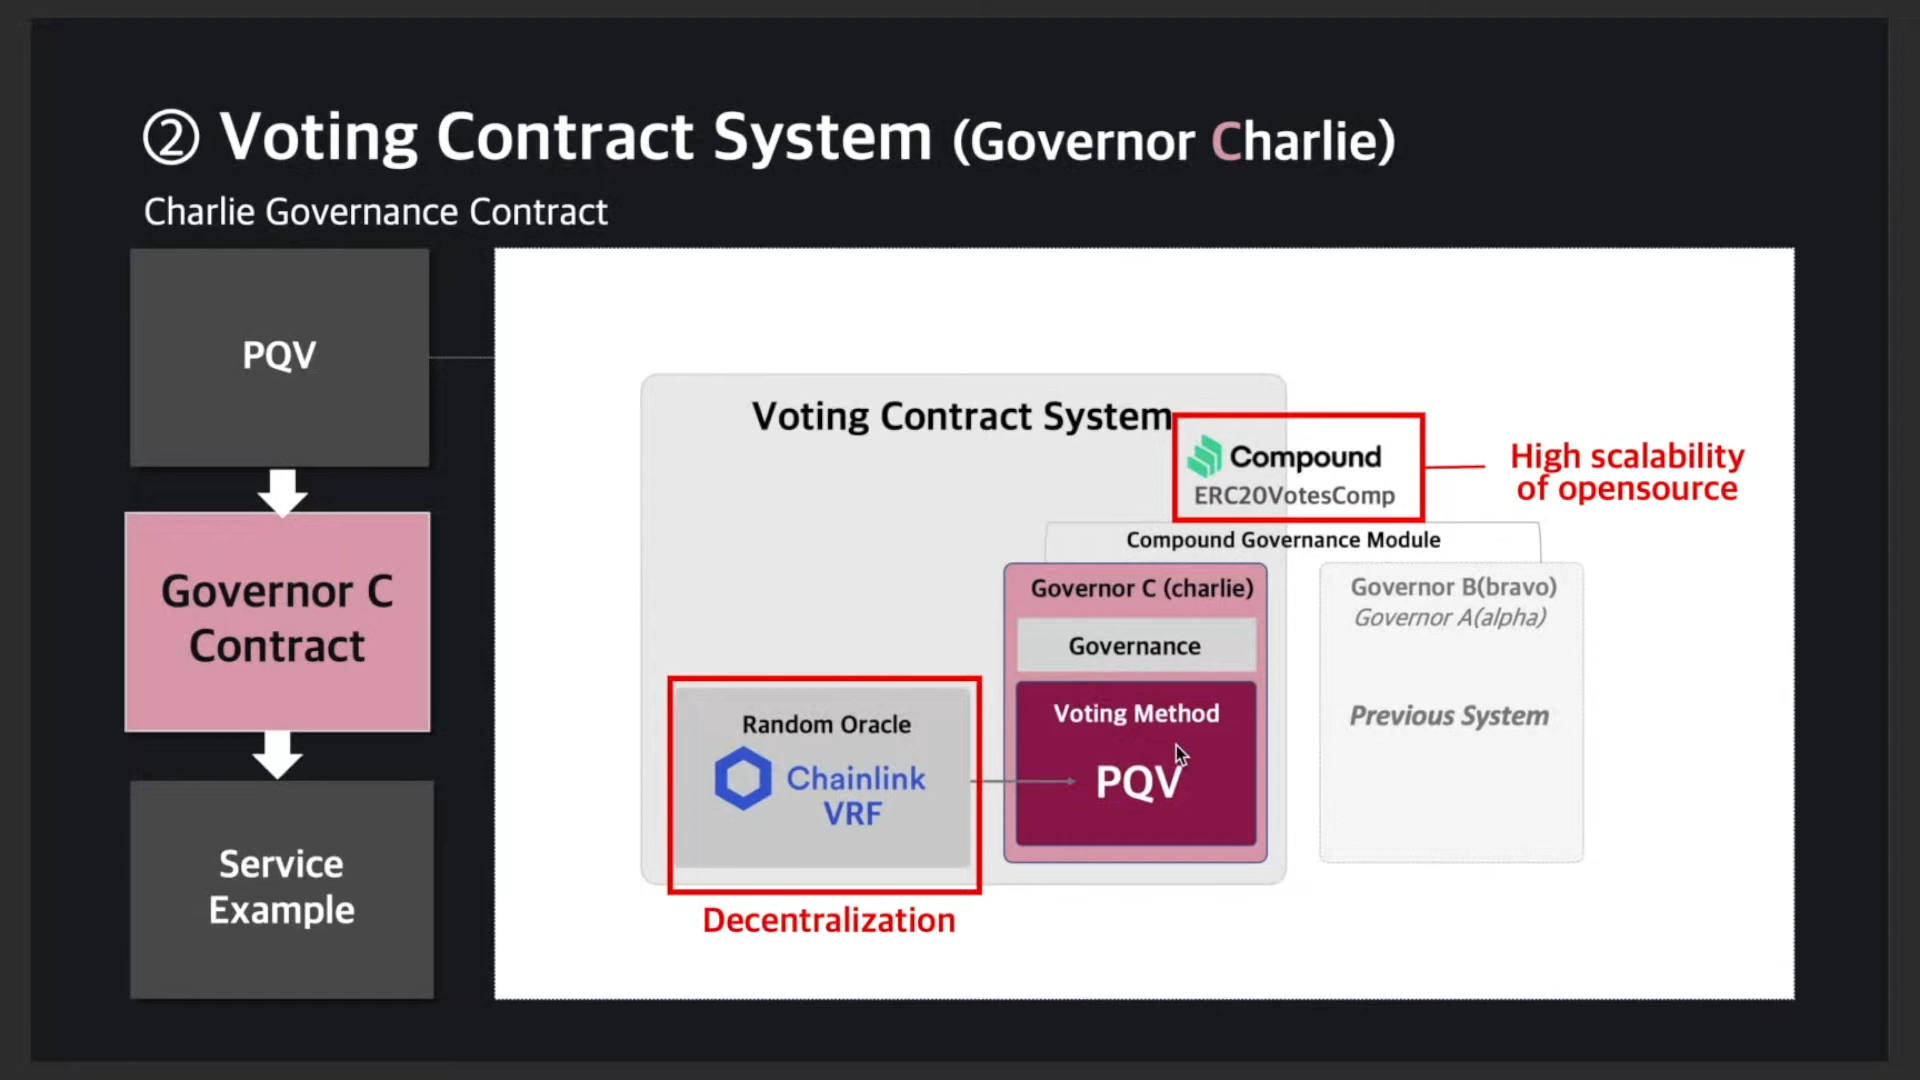 ② Voting Contract System (Governor Charlie)
Charlie Governance Contract
PQV
Governor C
Contract
Service
Example
Voting Contract System
Compound
ERC20VotesComp
High scalability
of opensource
Compound Governance Module
Governor C (charlie)
Governance
Voting Method
PQV
Governor B(bravo)
Governor A(alpha)
Previous System
Random Oracle
Chainlink
VRF
Decentralization